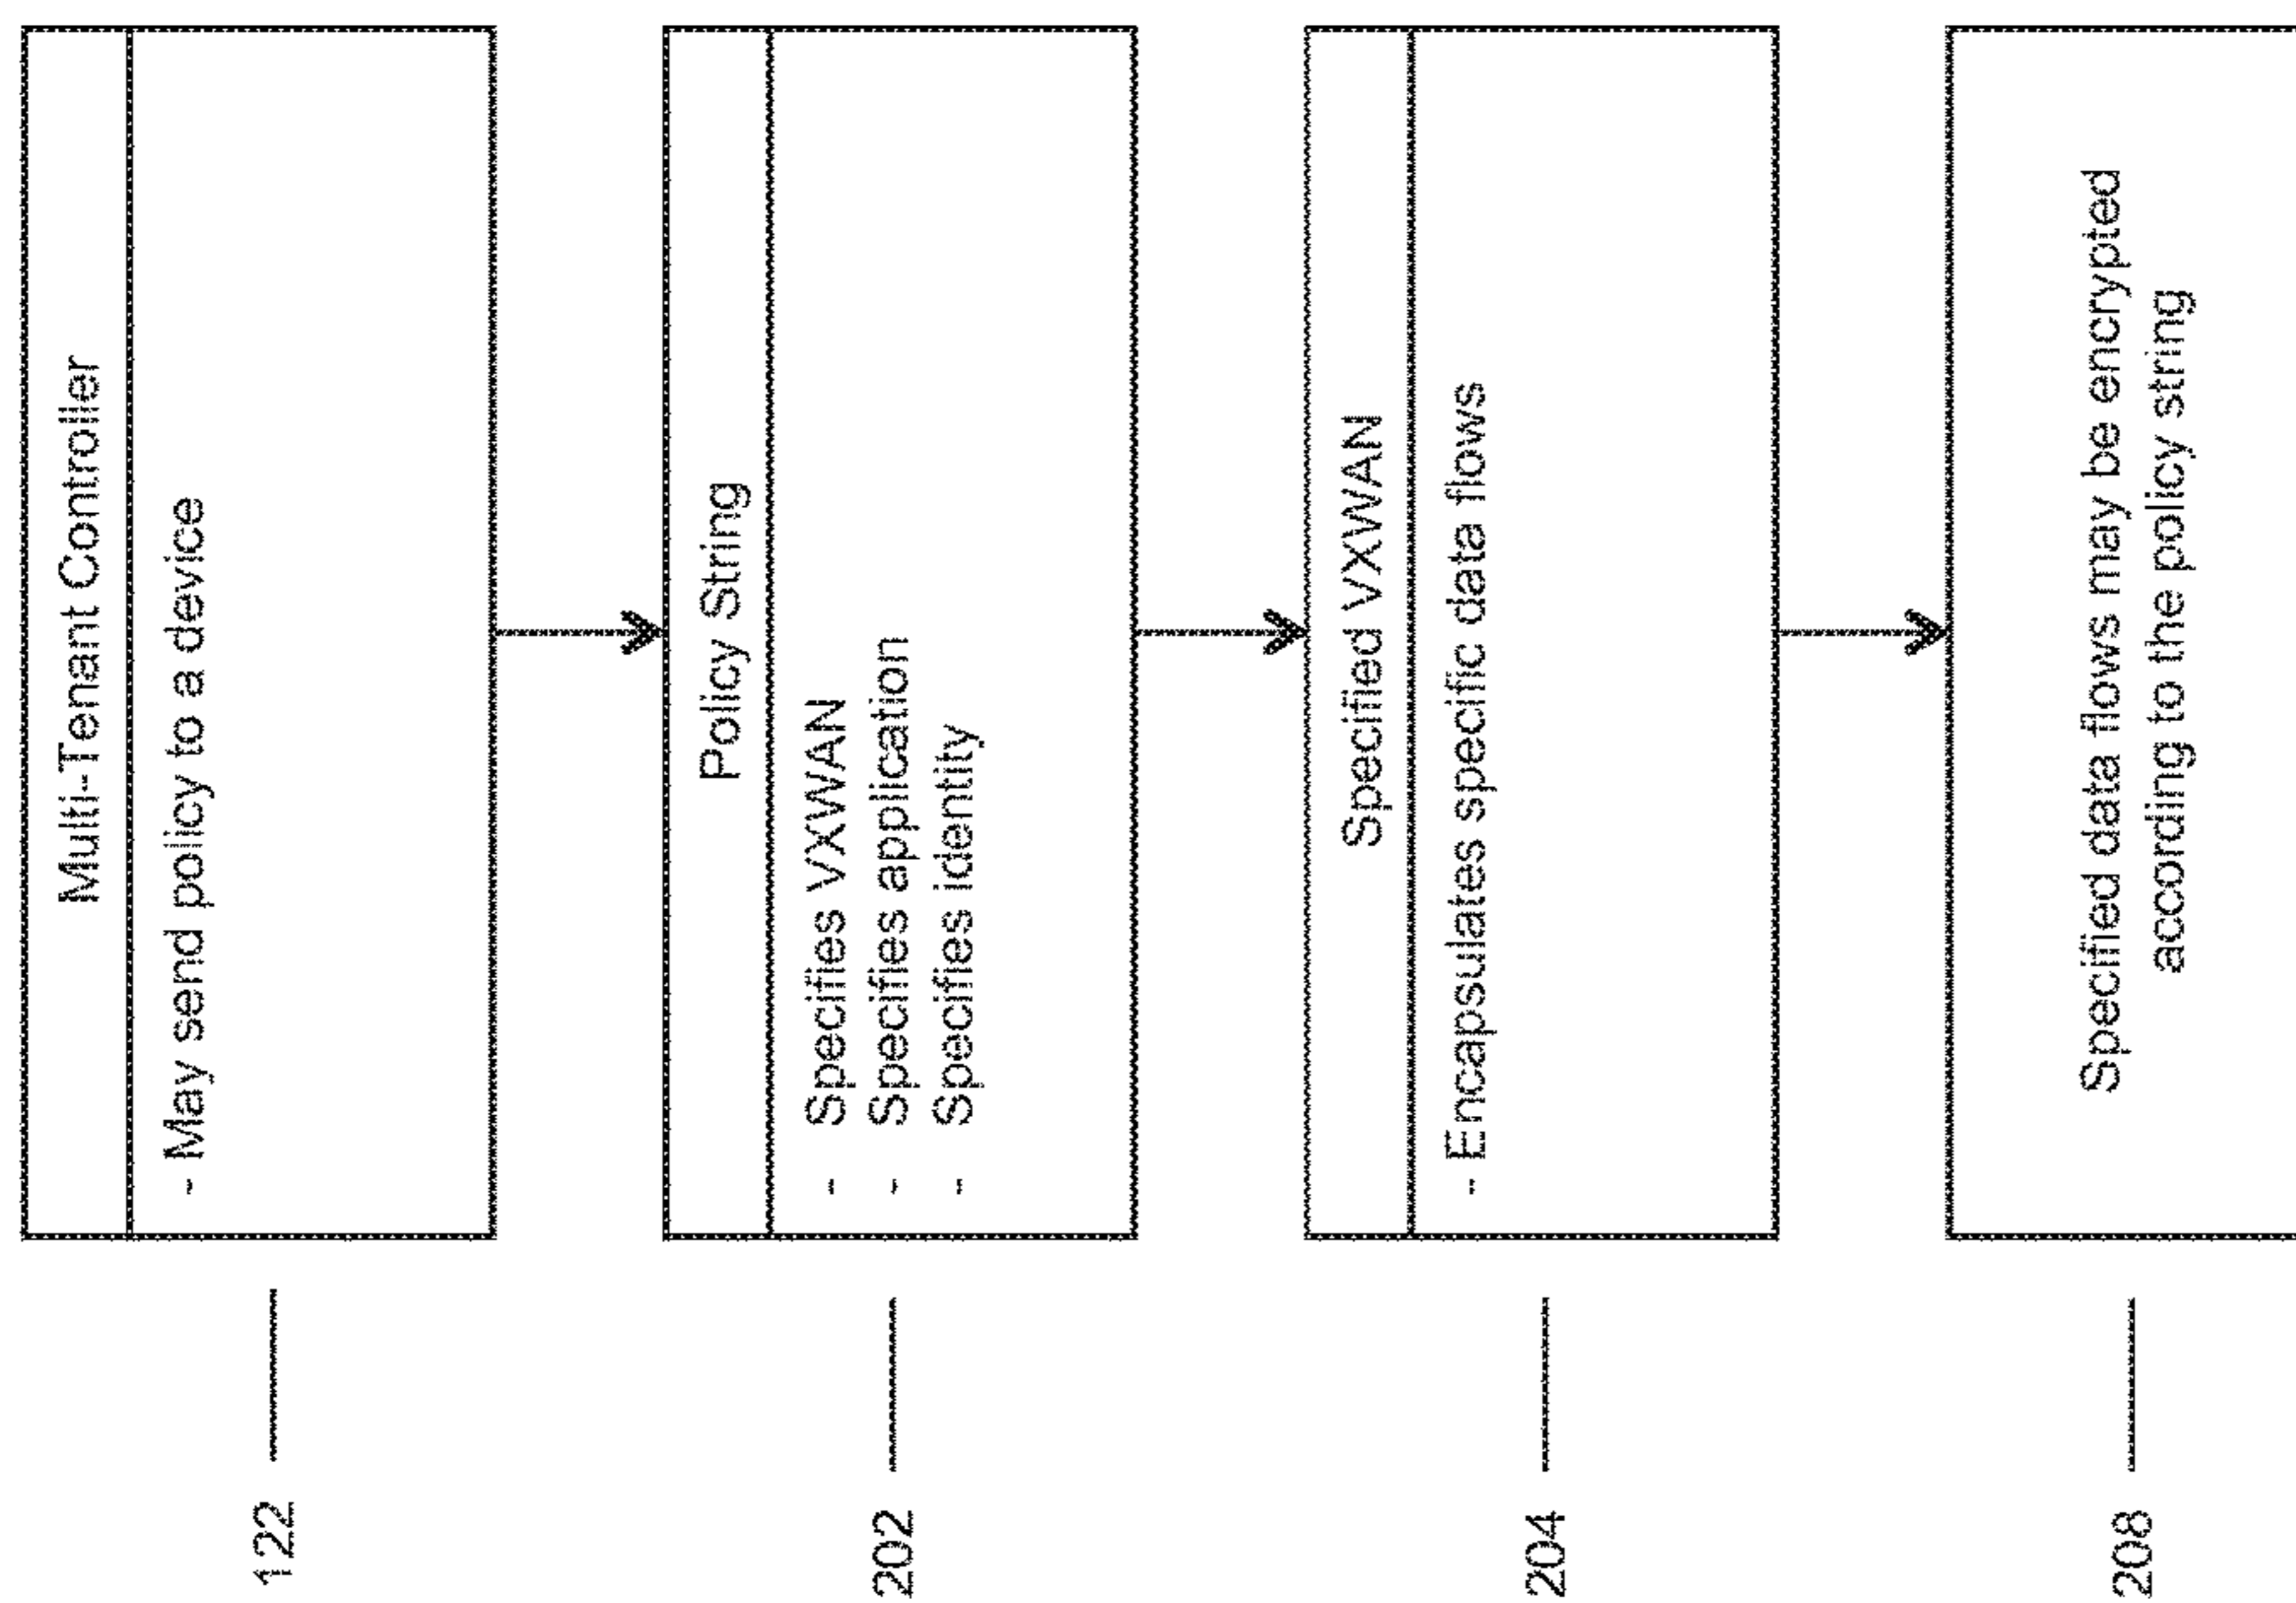 122
Multi-Tenant Controller
- May send policy to a device
202
Policy String
- Specifies VXWAN
- Specifies application
- Specifies identity
204
Specified VXWAN
- Encapsulates specific data flows
208
Specified data flows may be encrypted
according to the policy string